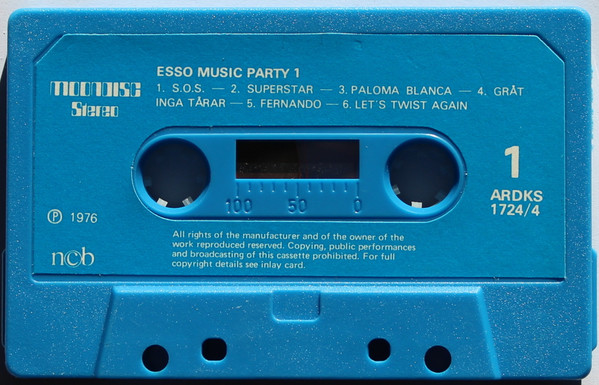 MOONDISC
Stereo
ESSO MUSIC PARTY 1
1. S.O.S. — 2. SUPERSTAR — 3. PALOMA BLANCA — 4. GRÅT
INGA TÅRAR — 5. FERNANDO — 6. LET'S TWIST AGAIN
100 50 0
1
ARDKS
1724/4
Ⓟ 1976
ncb
All rights of the manufacturer and of the owner of the
work reproduced reserved. Copying, public performances
and broadcasting of this cassette prohibited. For full
copyright details see inlay card.